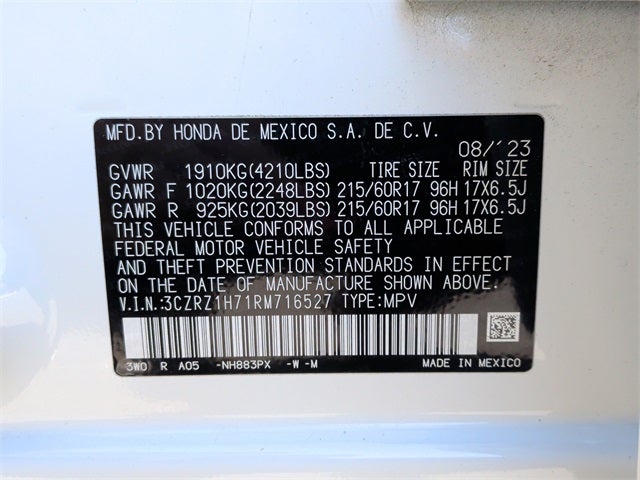 MFD.BY HONDA DE MEXICO S.A. DE C.V.
08/'23
GVWR 1910KG(4210LBS) TIRE SIZE RIM SIZE
GAWR F 1020KG(2248LBS) 215/60R17 96H 17X6.5J
GAWR R 925KG(2039LBS) 215/60R17 96H 17X6.5J
THIS VEHICLE CONFORMS TO ALL APPLICABLE
FEDERAL MOTOR VEHICLE SAFETY
AND THEFT PREVENTION STANDARDS IN EFFECT
ON THE DATE OF MANUFACTURE SHOWN ABOVE.
V.I.N.:3CZRZ1H71RM716527 TYPE:MPV
3W0 R A05 -NH883PX -W -M MADE IN MEXICO